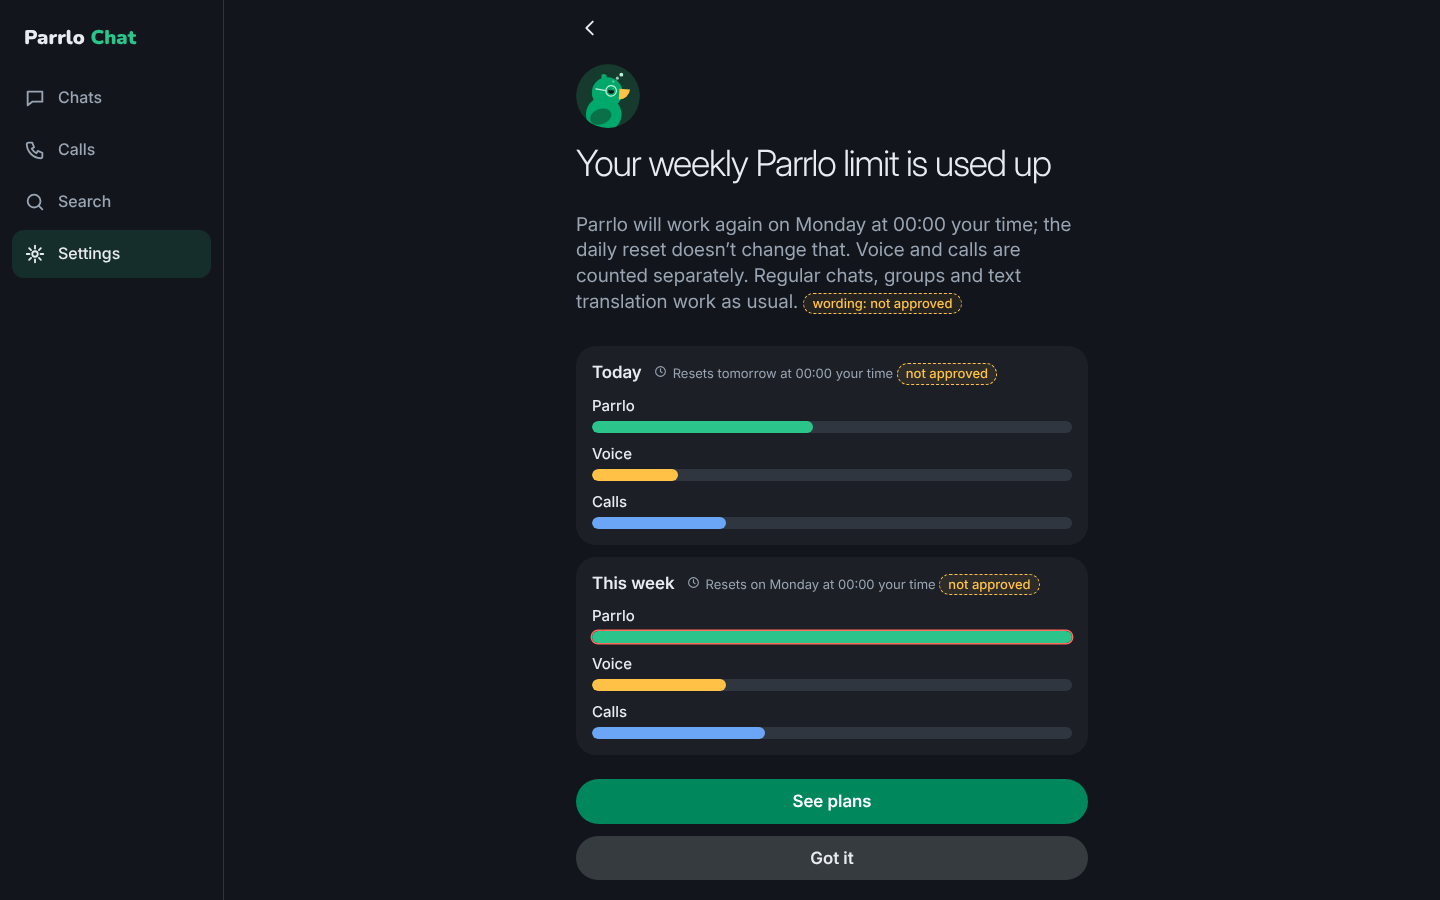 Parrlo Chat
Chats
Calls
Search
Settings
Your weekly Parrlo limit is used up
Parrlo will work again on Monday at 00:00 your time; the
daily reset doesn’t change that. Voice and calls are
counted separately. Regular chats, groups and text
translation work as usual. wording: not approved
Today Resets tomorrow at 00:00 your time not approved
Parrlo
Voice
Calls
This week Resets on Monday at 00:00 your time not approved
Parrlo
Voice
Calls
See plans
Got it